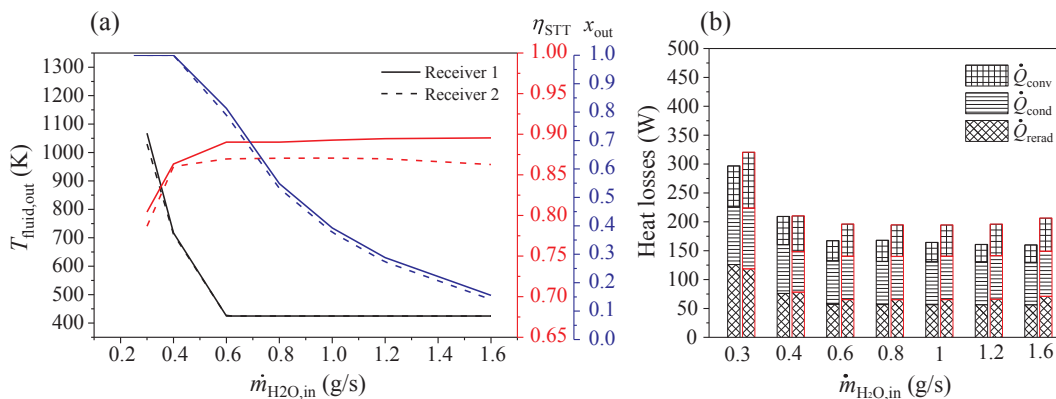 (a)
η_STT x_out
T_fluid,out (K)
1300
1200
1100
1000
900
800
700
600
500
400
Receiver 1
Receiver 2
1.00
0.95
0.90
0.85
0.80
0.75
0.70
0.65
1.0
0.9
0.8
0.7
0.6
0.5
0.4
0.3
0.2
0.1
0.0
0.2 0.4 0.6 0.8 1.0 1.2 1.4 1.6
ṁ_H2O,in (g/s)
(b)
Heat losses (W)
500
450
400
350
300
250
200
150
100
50
0
Q̇_conv
Q̇_cond
Q̇_rerad
0.3 0.4 0.6 0.8 1 1.2 1.6
ṁ_H₂O,in (g/s)